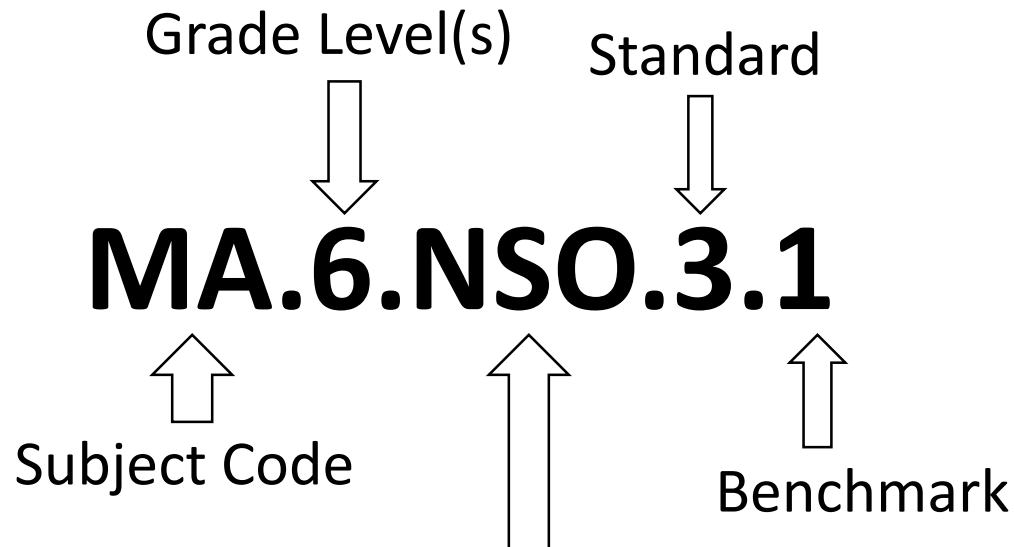 Grade Level(s)
Standard
MA.6.NSO.3.1
Subject Code
Benchmark